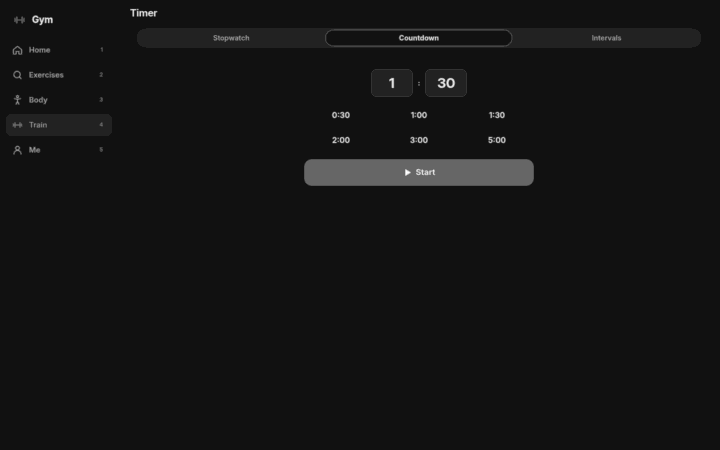 Gym
Home 1
Exercises 2
Body 3
Train 4
Me 5
Timer
Stopwatch Countdown Intervals
1 : 30
0:30 1:00 1:30
2:00 3:00 5:00
Start